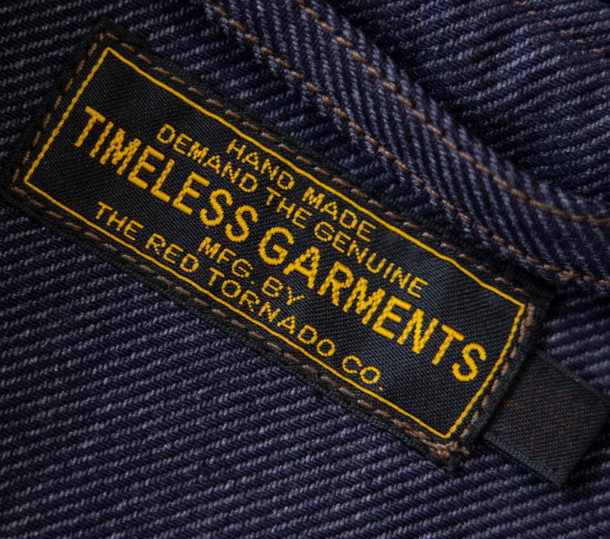 HAND MADE
DEMAND THE GENUINE
TIMELESS GARMENTS
MFG. BY
THE RED TORNADO CO.